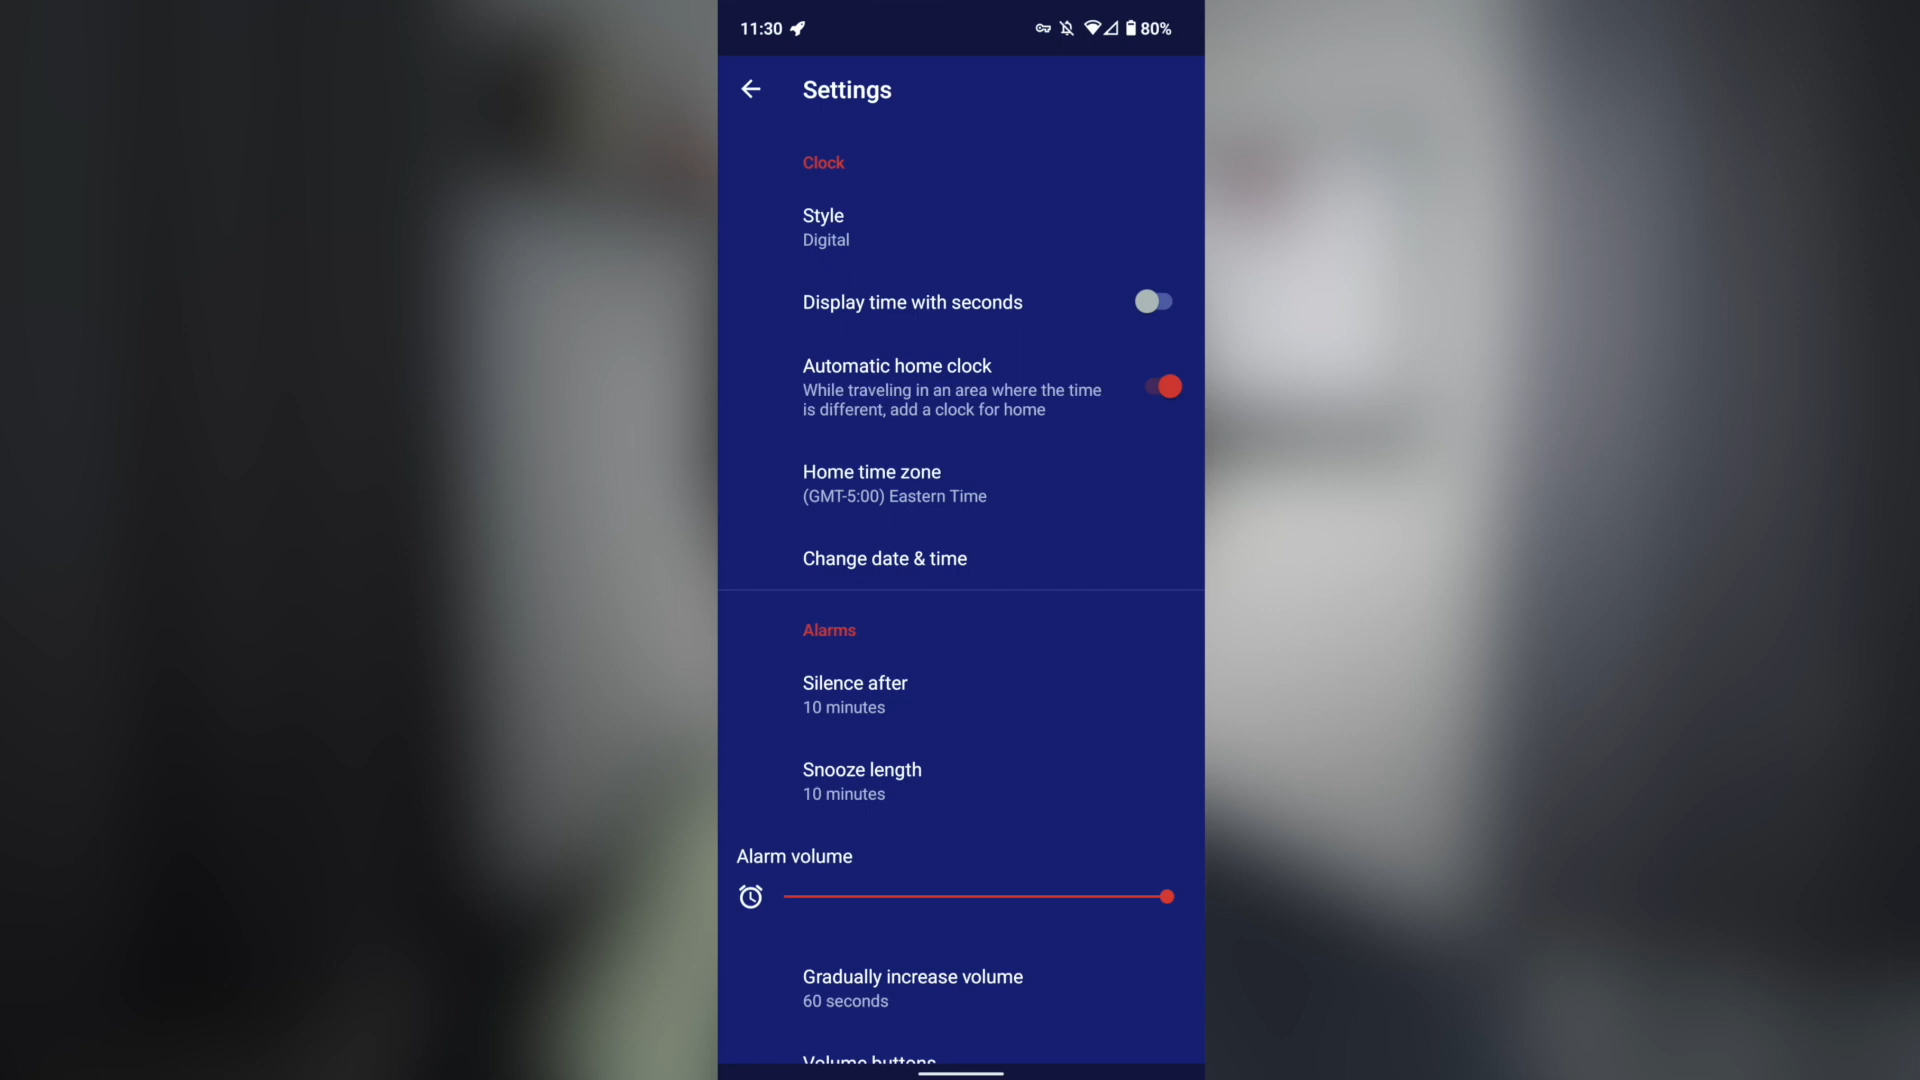 11:30 80%
Settings
Clock
Style
Digital
Display time with seconds
Automatic home clock
While traveling in an area where the time
is different, add a clock for home
Home time zone
(GMT-5:00) Eastern Time
Change date & time
Alarms
Silence after
10 minutes
Snooze length
10 minutes
Alarm volume
Gradually increase volume
60 seconds
Volume buttons